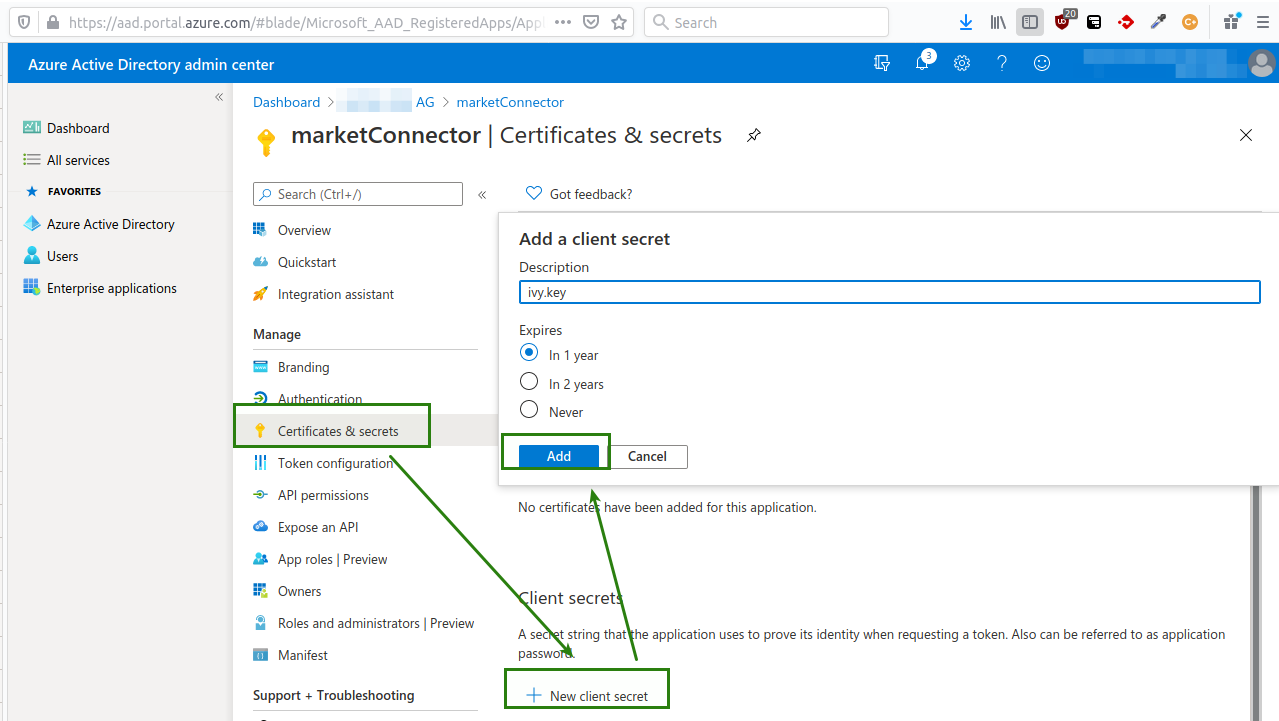 https://aad.portal.azure.com/#blade/Microsoft_AAD_RegisteredApps/Appl
Search
20
Azure Active Directory admin center
3
Dashboard
All services
FAVORITES
Azure Active Directory
Users
Enterprise applications
Dashboard > AG > marketConnector
marketConnector | Certificates & secrets
Search (Ctrl+/)
Got feedback?
Overview
Quickstart
Integration assistant
Manage
Branding
Authentication
Certificates & secrets
Token configuration
API permissions
Expose an API
App roles | Preview
Owners
Roles and administrators | Preview
Manifest
Support + Troubleshooting
Add a client secret
Description
ivy.key
Expires
In 1 year
In 2 years
Never
Add
Cancel
No certificates have been added for this application.
Client secrets
A secret string that the application uses to prove its identity when requesting a token. Also can be referred to as application
password.
New client secret